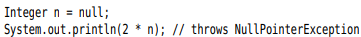 Integer n = null;
System.out.println(2 * n); // throws NullPointerException